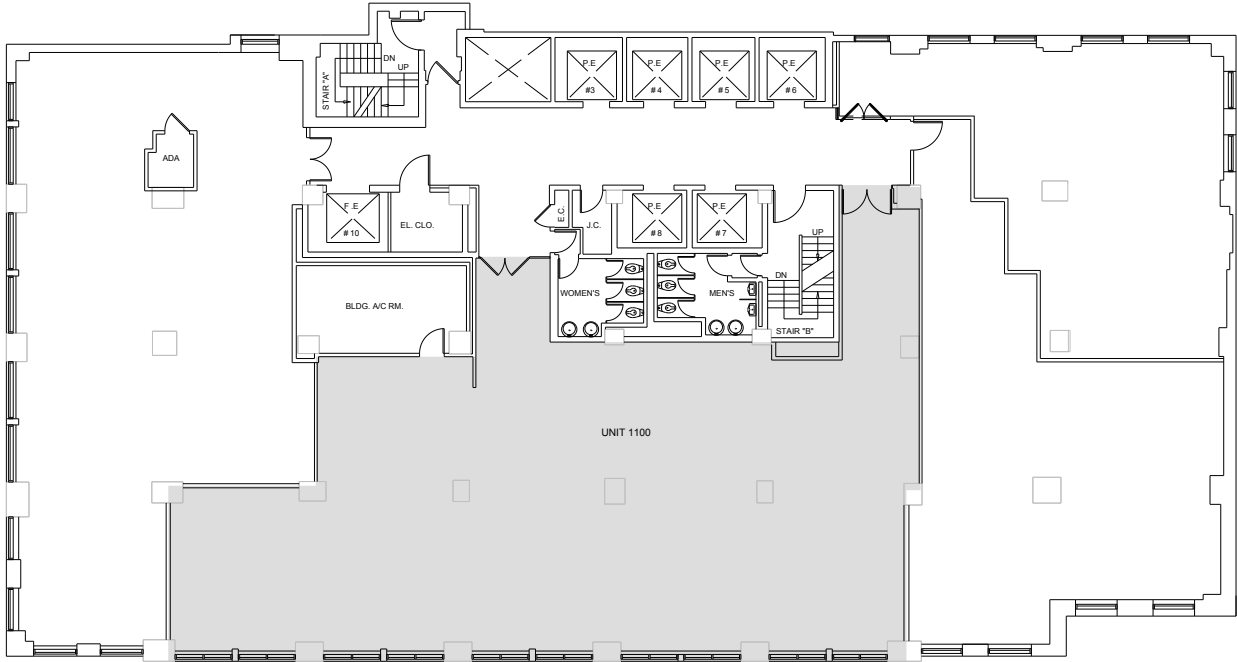 DN
UP
STAIR "A"
P.E
#3
P.E
#4
P.E
#5
P.E
#6
ADA
F.E
#10
EL. CLO.
E.C.
J.C.
P.E
#8
P.E
#7
UP
DN
WOMEN'S
MEN'S
STAIR "B"
BLDG. A/C RM.
UNIT 1100